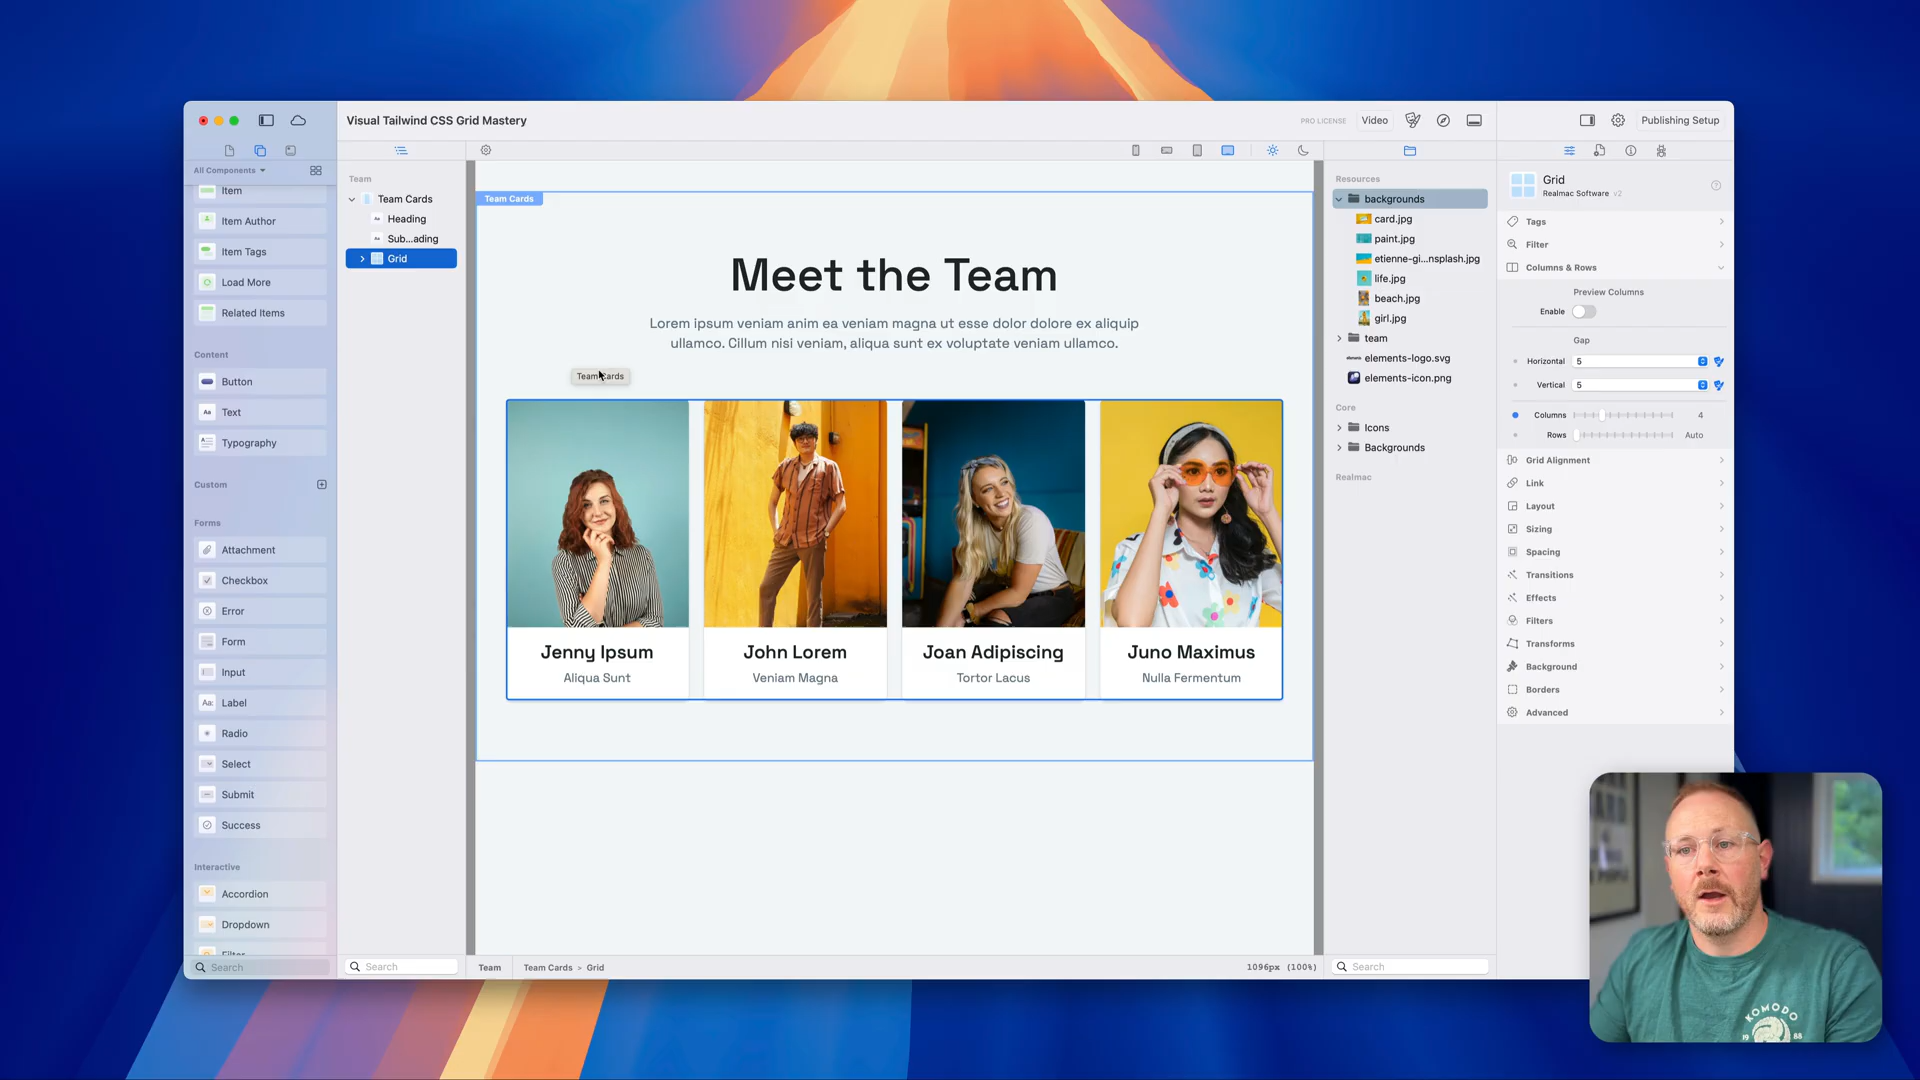 Visual Tailwind CSS Grid Mastery
PRO LICENSE
Video
Publishing Setup
All Components
Item
Item Author
Item Tags
Load More
Related Items
Content
Button
Text
Typography
Custom
Forms
Attachment
Checkbox
Error
Form
Input
Label
Radio
Select
Submit
Success
Interactive
Accordion
Dropdown
Search
Team
Team Cards
Heading
Sub...ading
Grid
Search
Team Cards
Meet the Team
Lorem ipsum veniam anim ea veniam magna ut esse dolor dolore ex aliquip
ullamco. Cillum nisi veniam, aliqua sunt ex voluptate veniam ullamco.
Team Cards
Jenny Ipsum
Aliqua Sunt
John Lorem
Veniam Magna
Joan Adipiscing
Tortor Lacus
Juno Maximus
Nulla Fermentum
Team
Team Cards > Grid
1096px (100%)
Resources
backgrounds
card.jpg
paint.jpg
etienne-gi...nsplash.jpg
life.jpg
beach.jpg
girl.jpg
team
elements-logo.svg
elements-icon.png
Core
Icons
Backgrounds
Realmac
Search
Grid
Realmac Software v2
Tags
Filter
Columns & Rows
Preview Columns
Enable
Gap
Horizontal 5
Vertical 5
Columns 4
Rows Auto
Grid Alignment
Link
Layout
Sizing
Spacing
Transitions
Effects
Filters
Transforms
Background
Borders
Advanced
KOMODO
19 88